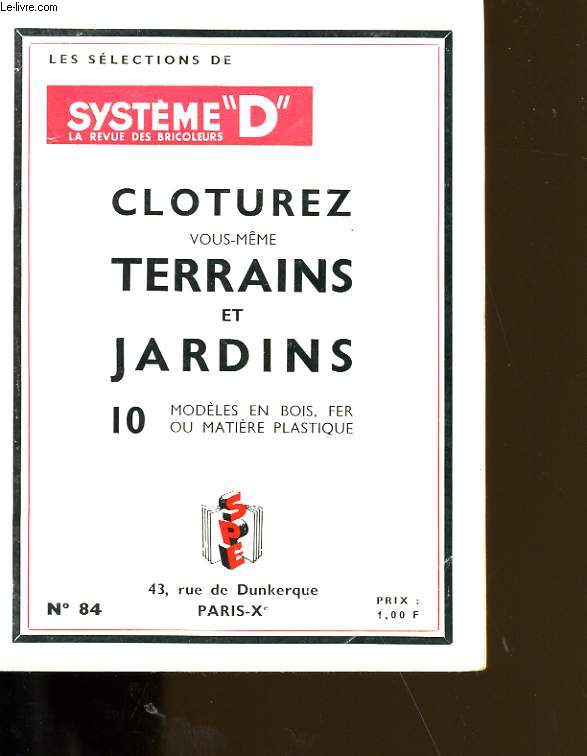 Le-livre.com
LES SÉLECTIONS DE
SYSTÈME "D"
LA REVUE DES BRICOLEURS
CLOTUREZ
VOUS-MÊME
TERRAINS
ET
JARDINS
10 MODÈLES EN BOIS, FER
OU MATIÈRE PLASTIQUE
SPE
43, rue de Dunkerque
PARIS-Xe
N° 84
PRIX :
1,00 F